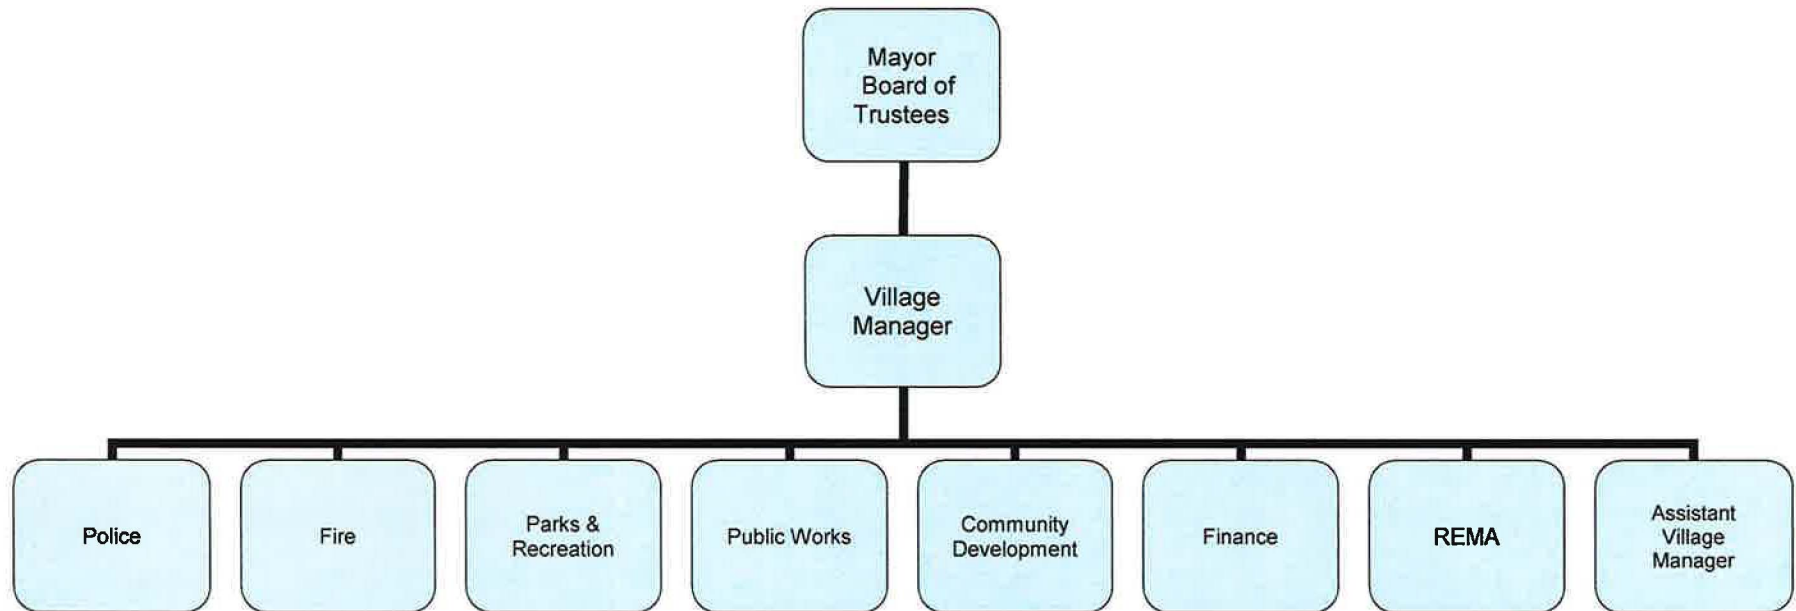 Mayor
Board of
Trustees
Village
Manager
Police
Fire
Parks &
Recreation
Public Works
Community
Development
Finance
REMA
Assistant
Village
Manager